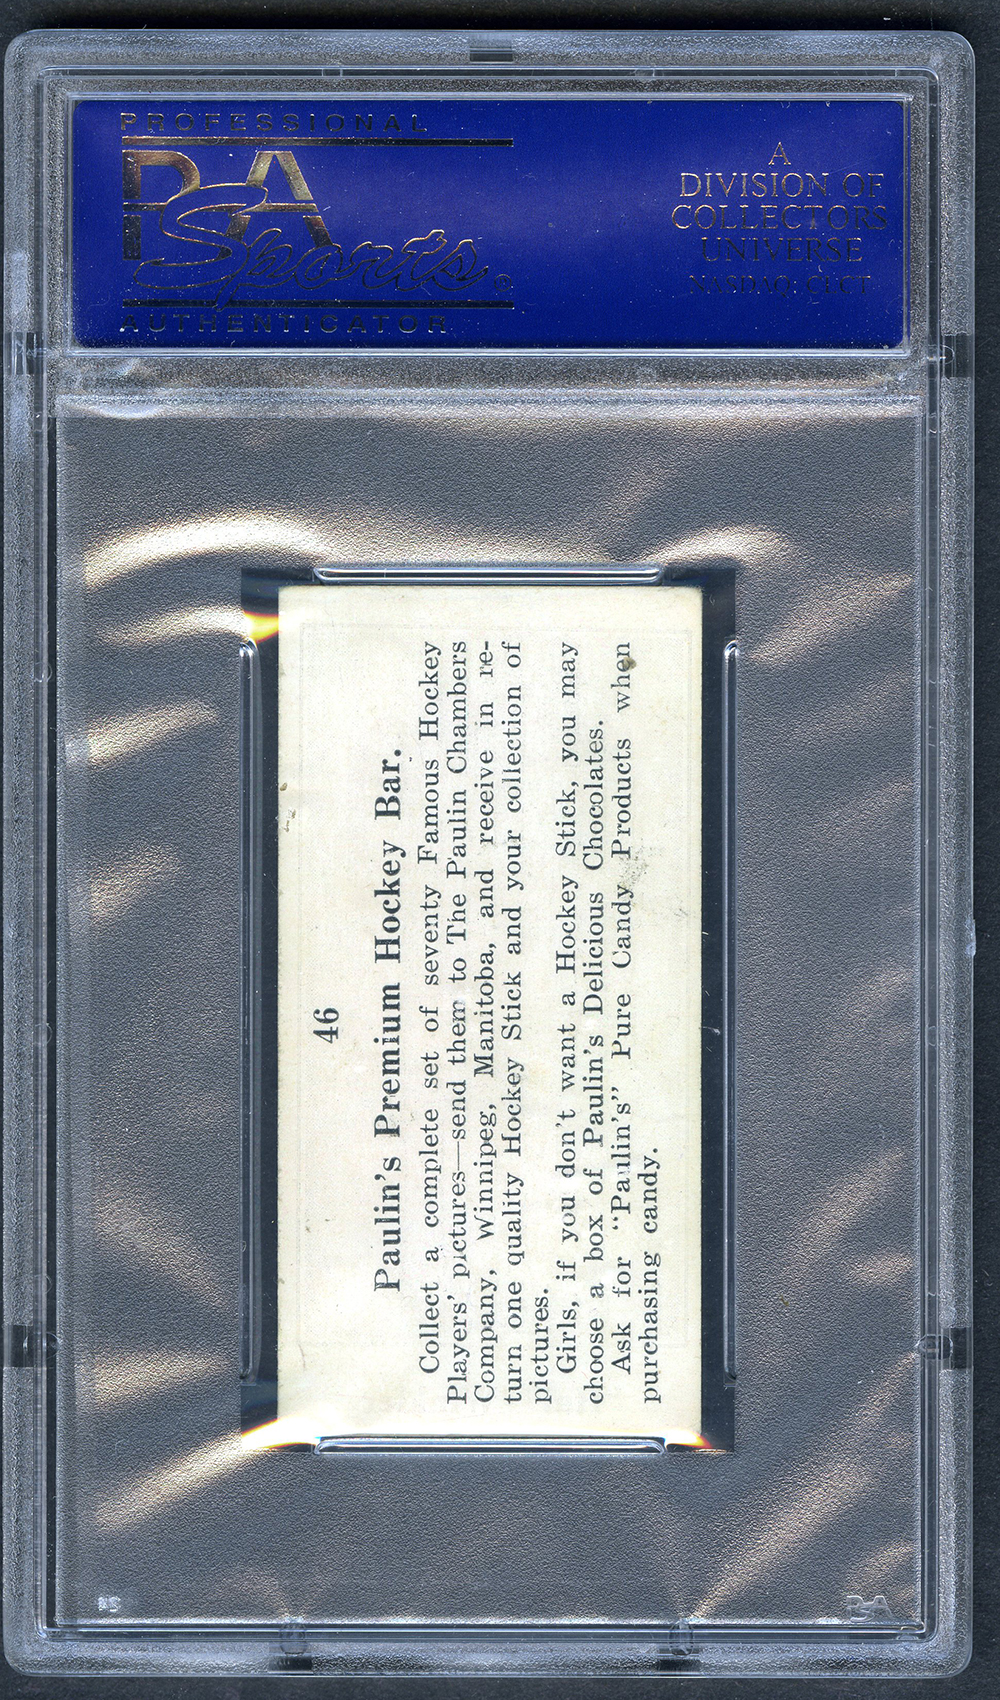 PROFESSIONAL
PSA
Sports®
AUTHENTICATOR
A
DIVISION OF
COLLECTORS
UNIVERSE
NASDAQ: CLCT
46
Paulin's Premium Hockey Bar.
Collect a complete set of seventy Famous Hockey
Players' pictures—send them to The Paulin Chambers
Company, Winnipeg, Manitoba, and receive in re-
turn one quality Hockey Stick and your collection of
pictures.
Girls, if you don't want a Hockey Stick, you may
choose a box of Paulin's Delicious Chocolates.
Ask for "Paulin's" Pure Candy Products when
purchasing candy.
PSA